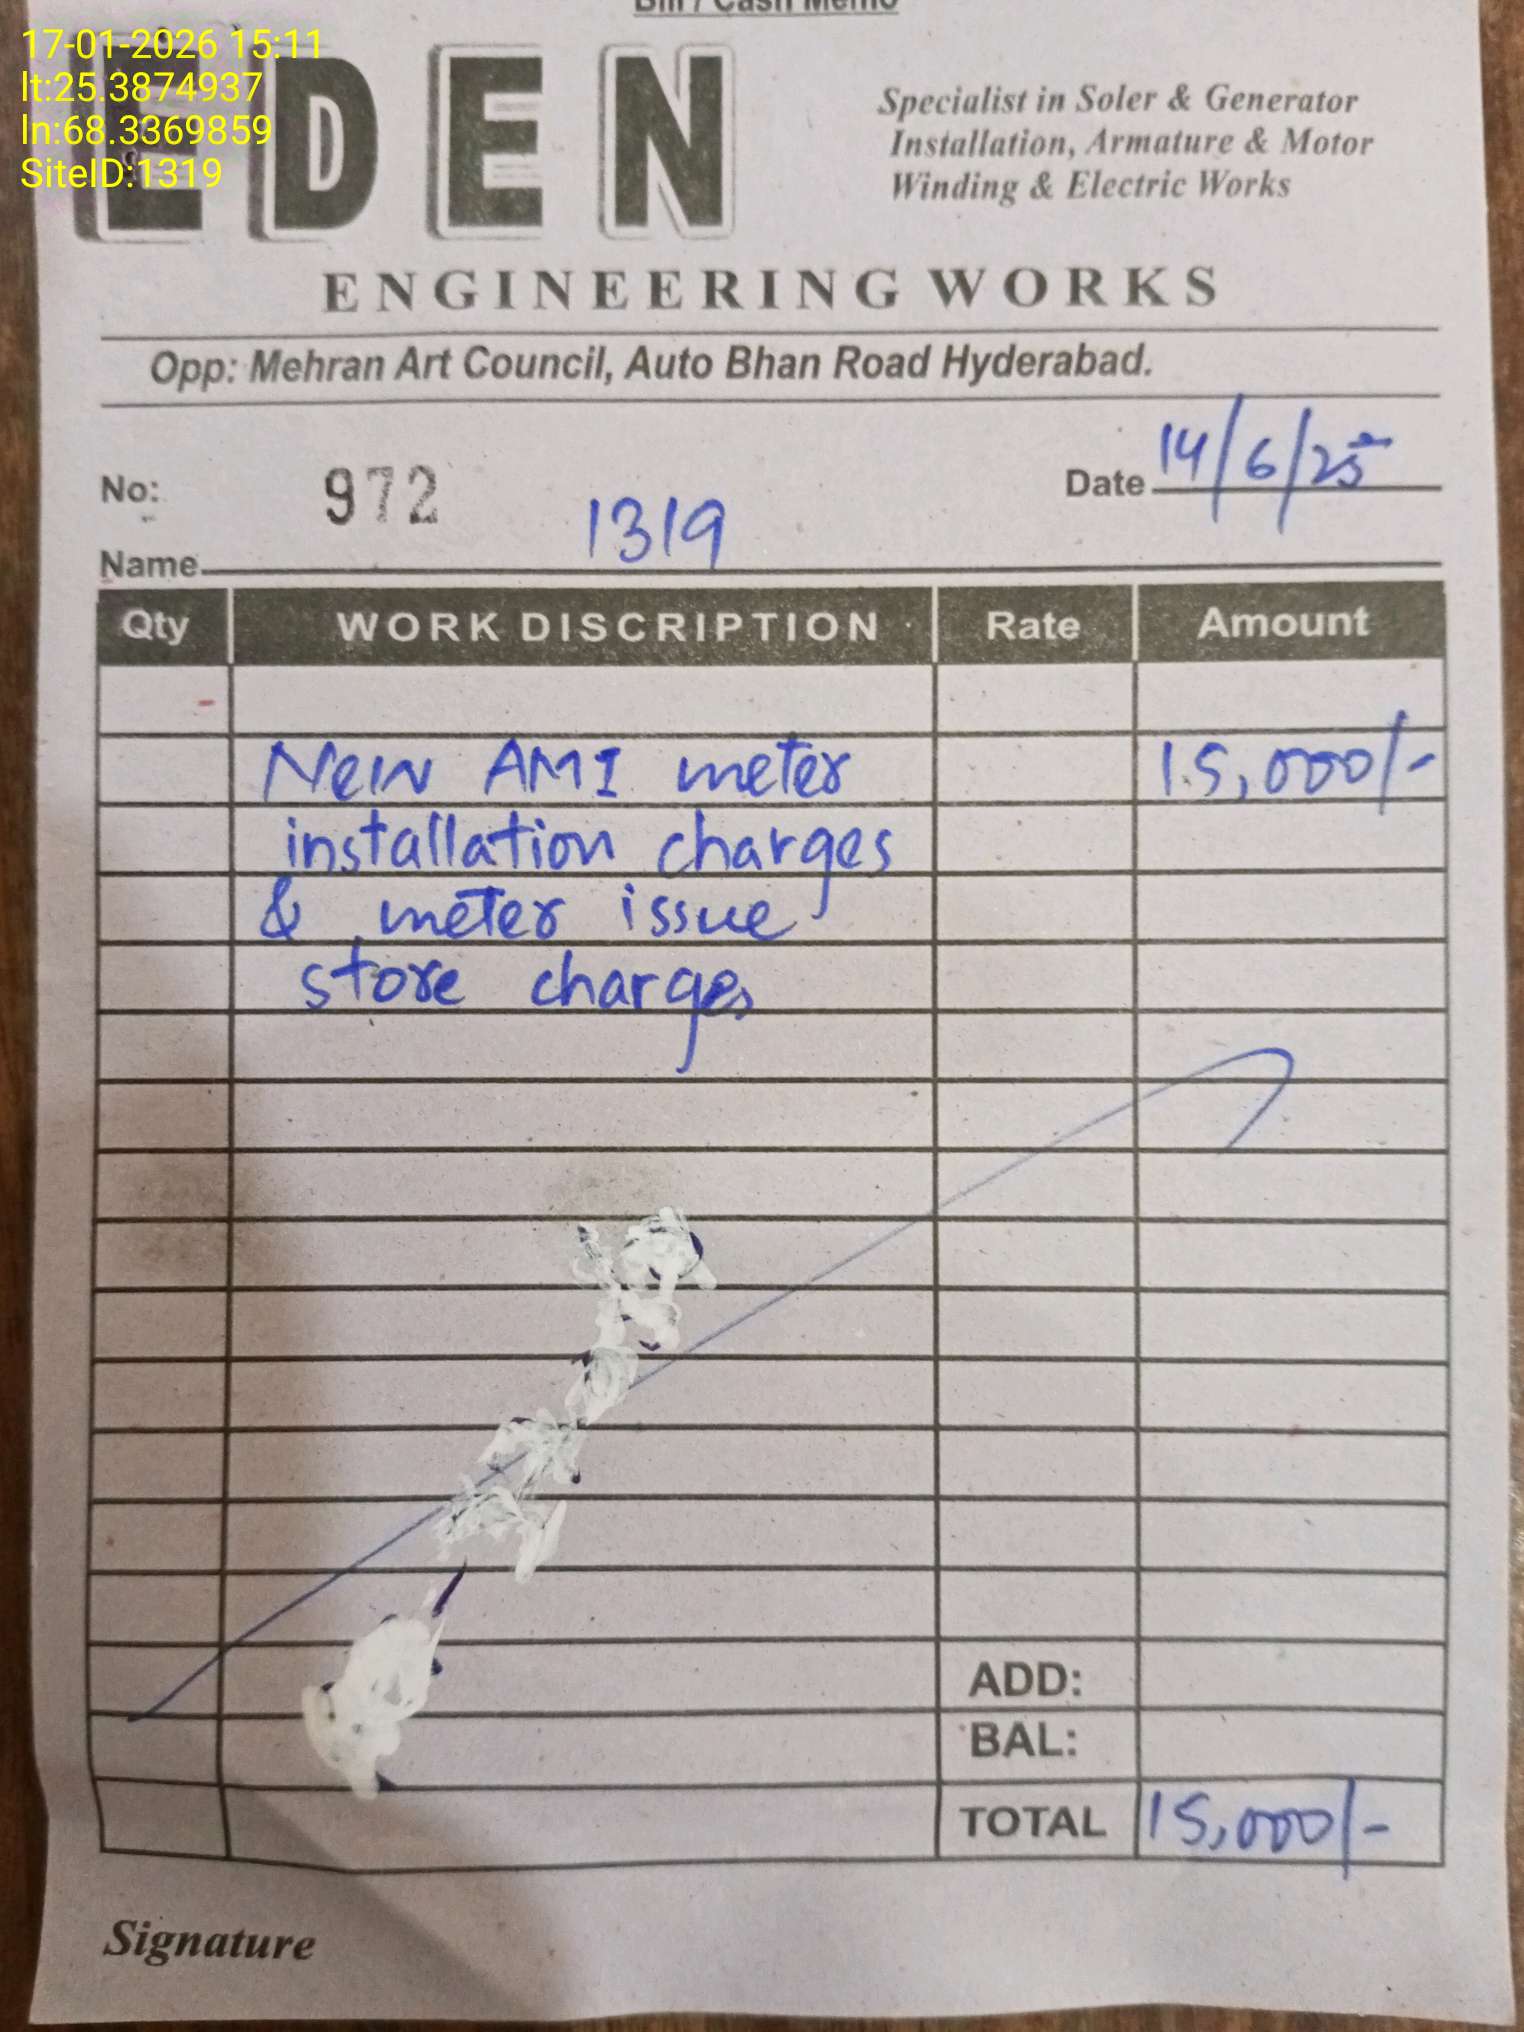 Bill / Cash Memo
17-01-2026 15:11
lt:25.3874937
ln:68.3369859
SiteID:1319
EDEN
Specialist in Soler & Generator
Installation, Armature & Motor
Winding & Electric Works
ENGINEERING WORKS
Opp: Mehran Art Council, Auto Bhan Road Hyderabad.
No: 972 Date 14/6/25
Name 1319
Qty WORK DISCRIPTION Rate Amount
New AMI meter 15,000/-
installation charges
& meter issue
store charges
ADD:
BAL:
TOTAL 15,000/-
Signature